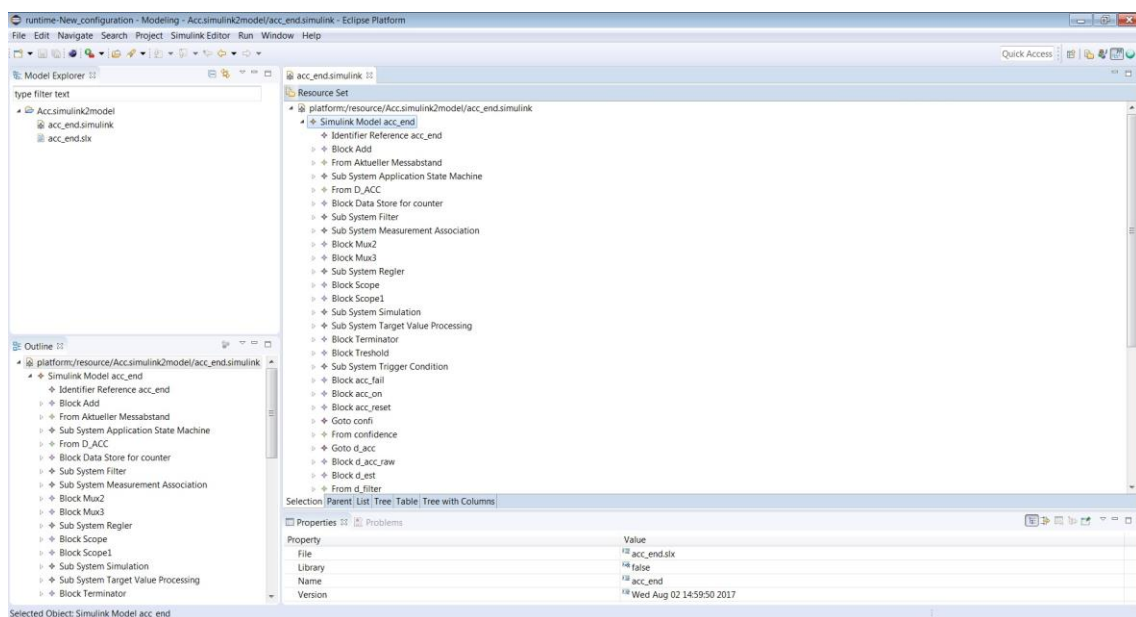 runtime-New_configuration - Modeling - Acc.simulink2model/acc_end.simulink - Eclipse Platform
File Edit Navigate Search Project Simulink Editor Run Window Help
Quick Access
Model Explorer
type filter text
Acc.simulink2model
acc_end.simulink
acc_end.slx
Outline
platform:/resource/Acc.simulink2model/acc_end.simulink
Simulink Model acc_end
Identifier Reference acc_end
Block Add
From Aktueller Messabstand
Sub System Application State Machine
From D_ACC
Block Data Store for counter
Sub System Filter
Sub System Measurement Association
Block Mux2
Block Mux3
Sub System Regler
Block Scope
Block Scope1
Sub System Simulation
Sub System Target Value Processing
Block Terminator
acc_end.simulink
Resource Set
platform:/resource/Acc.simulink2model/acc_end.simulink
Simulink Model acc_end
Identifier Reference acc_end
Block Add
From Aktueller Messabstand
Sub System Application State Machine
From D_ACC
Block Data Store for counter
Sub System Filter
Sub System Measurement Association
Block Mux2
Block Mux3
Sub System Regler
Block Scope
Block Scope1
Sub System Simulation
Sub System Target Value Processing
Block Terminator
Block Treshold
Sub System Trigger Condition
Block acc_fail
Block acc_on
Block acc_reset
Goto confi
From confidence
Goto d_acc
Block d_acc_raw
Block d_est
From d_filter
Selection Parent List Tree Table Tree with Columns
Properties Problems
Property Value
File acc_end.slx
Library false
Name acc_end
Version Wed Aug 02 14:59:50 2017
Selected Object: Simulink Model acc_end